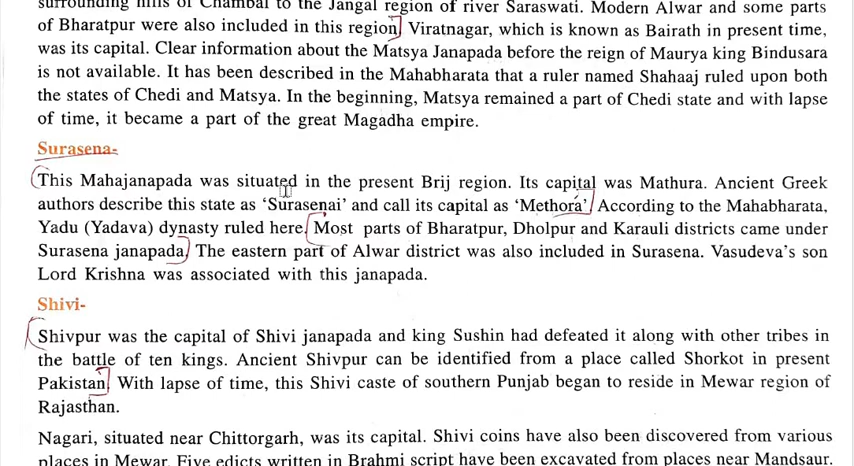 surrounding hills of Chambal to the Jangal region of river Saraswati. Modern Alwar and some parts
of Bharatpur were also included in this region. Viratnagar, which is known as Bairath in present time,
was its capital. Clear information about the Matsya Janapada before the reign of Maurya king Bindusara
is not available. It has been described in the Mahabharata that a ruler named Shahaaj ruled upon both
the states of Chedi and Matsya. In the beginning, Matsya remained a part of Chedi state and with lapse
of time, it became a part of the great Magadha empire.
Surasena-
This Mahajanapada was situated in the present Brij region. Its capital was Mathura. Ancient Greek
authors describe this state as ‘Surasenai’ and call its capital as ‘Methora’. According to the Mahabharata,
Yadu (Yadava) dynasty ruled here. Most parts of Bharatpur, Dholpur and Karauli districts came under
Surasena janapada. The eastern part of Alwar district was also included in Surasena. Vasudeva’s son
Lord Krishna was associated with this janapada.
Shivi-
Shivpur was the capital of Shivi janapada and king Sushin had defeated it along with other tribes in
the battle of ten kings. Ancient Shivpur can be identified from a place called Shorkot in present
Pakistan. With lapse of time, this Shivi caste of southern Punjab began to reside in Mewar region of
Rajasthan.
Nagari, situated near Chittorgarh, was its capital. Shivi coins have also been discovered from various
places in Mewar. Five edicts written in Brahmi script have been excavated from places near Mandsaur.